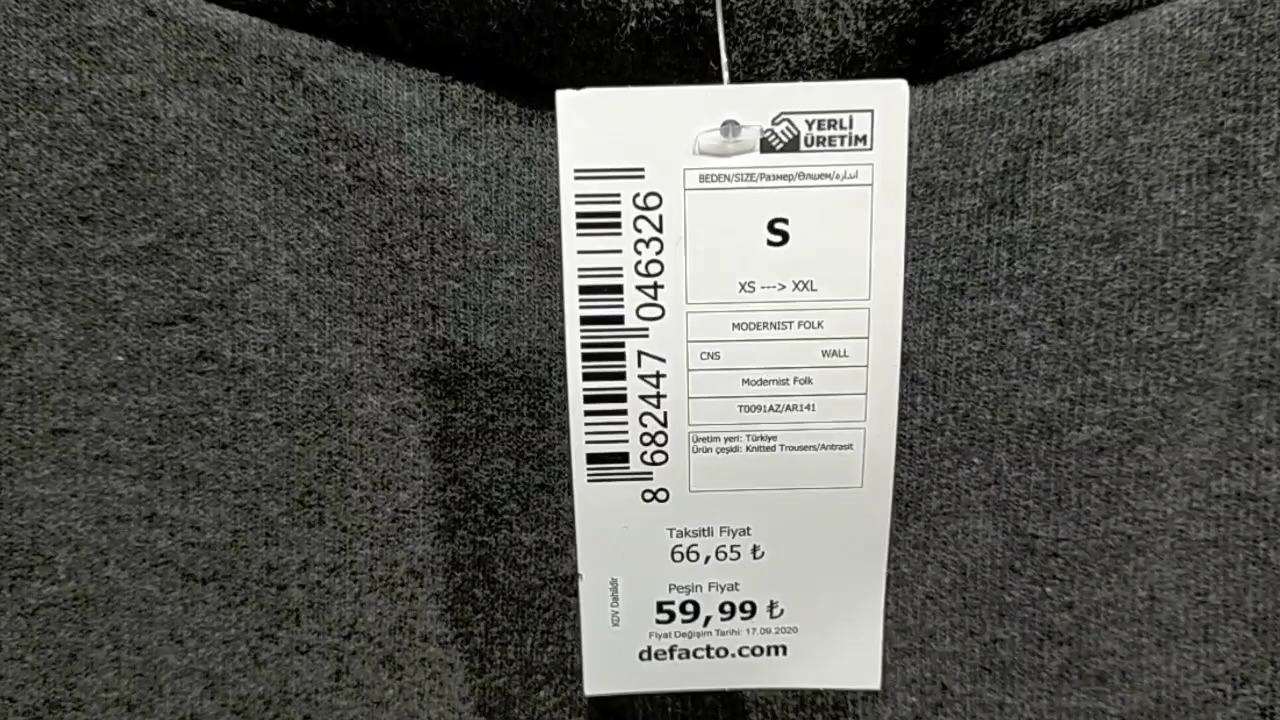 YERLİ
ÜRETİM
BEDEN/SIZE/Размер/Өлшем/اندازه
S
XS ---> XXL
MODERNIST FOLK
CNS WALL
Modernist Folk
T0091AZ/AR141
Üretim yeri: Türkiye
Ürün çeşidi: Knitted Trousers/Antrasit
8 682447 046326
Taksitli Fiyat
66,65 ₺
Peşin Fiyat
59,99 ₺
KDV Dahildir
Fiyat Değişim Tarihi: 17.09.2020
defacto.com